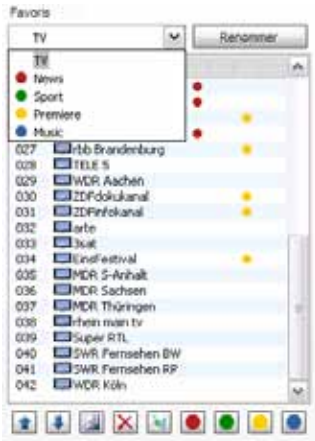 Favoris
TV
Renommer
TV
News
Sport
Premiere
Music
027 rbb Brandenburg
028 TELE 5
029 WDR Aachen
030 ZDFdokukanal
031 ZDFinfokanal
032 arte
033 3sat
034 EinsFestival
035 MDR S-Anhalt
036 MDR Sachsen
037 MDR Thüringen
038 rhein main tv
039 Super RTL
040 SWR Fernsehen BW
041 SWR Fernsehen RP
042 WDR Köln